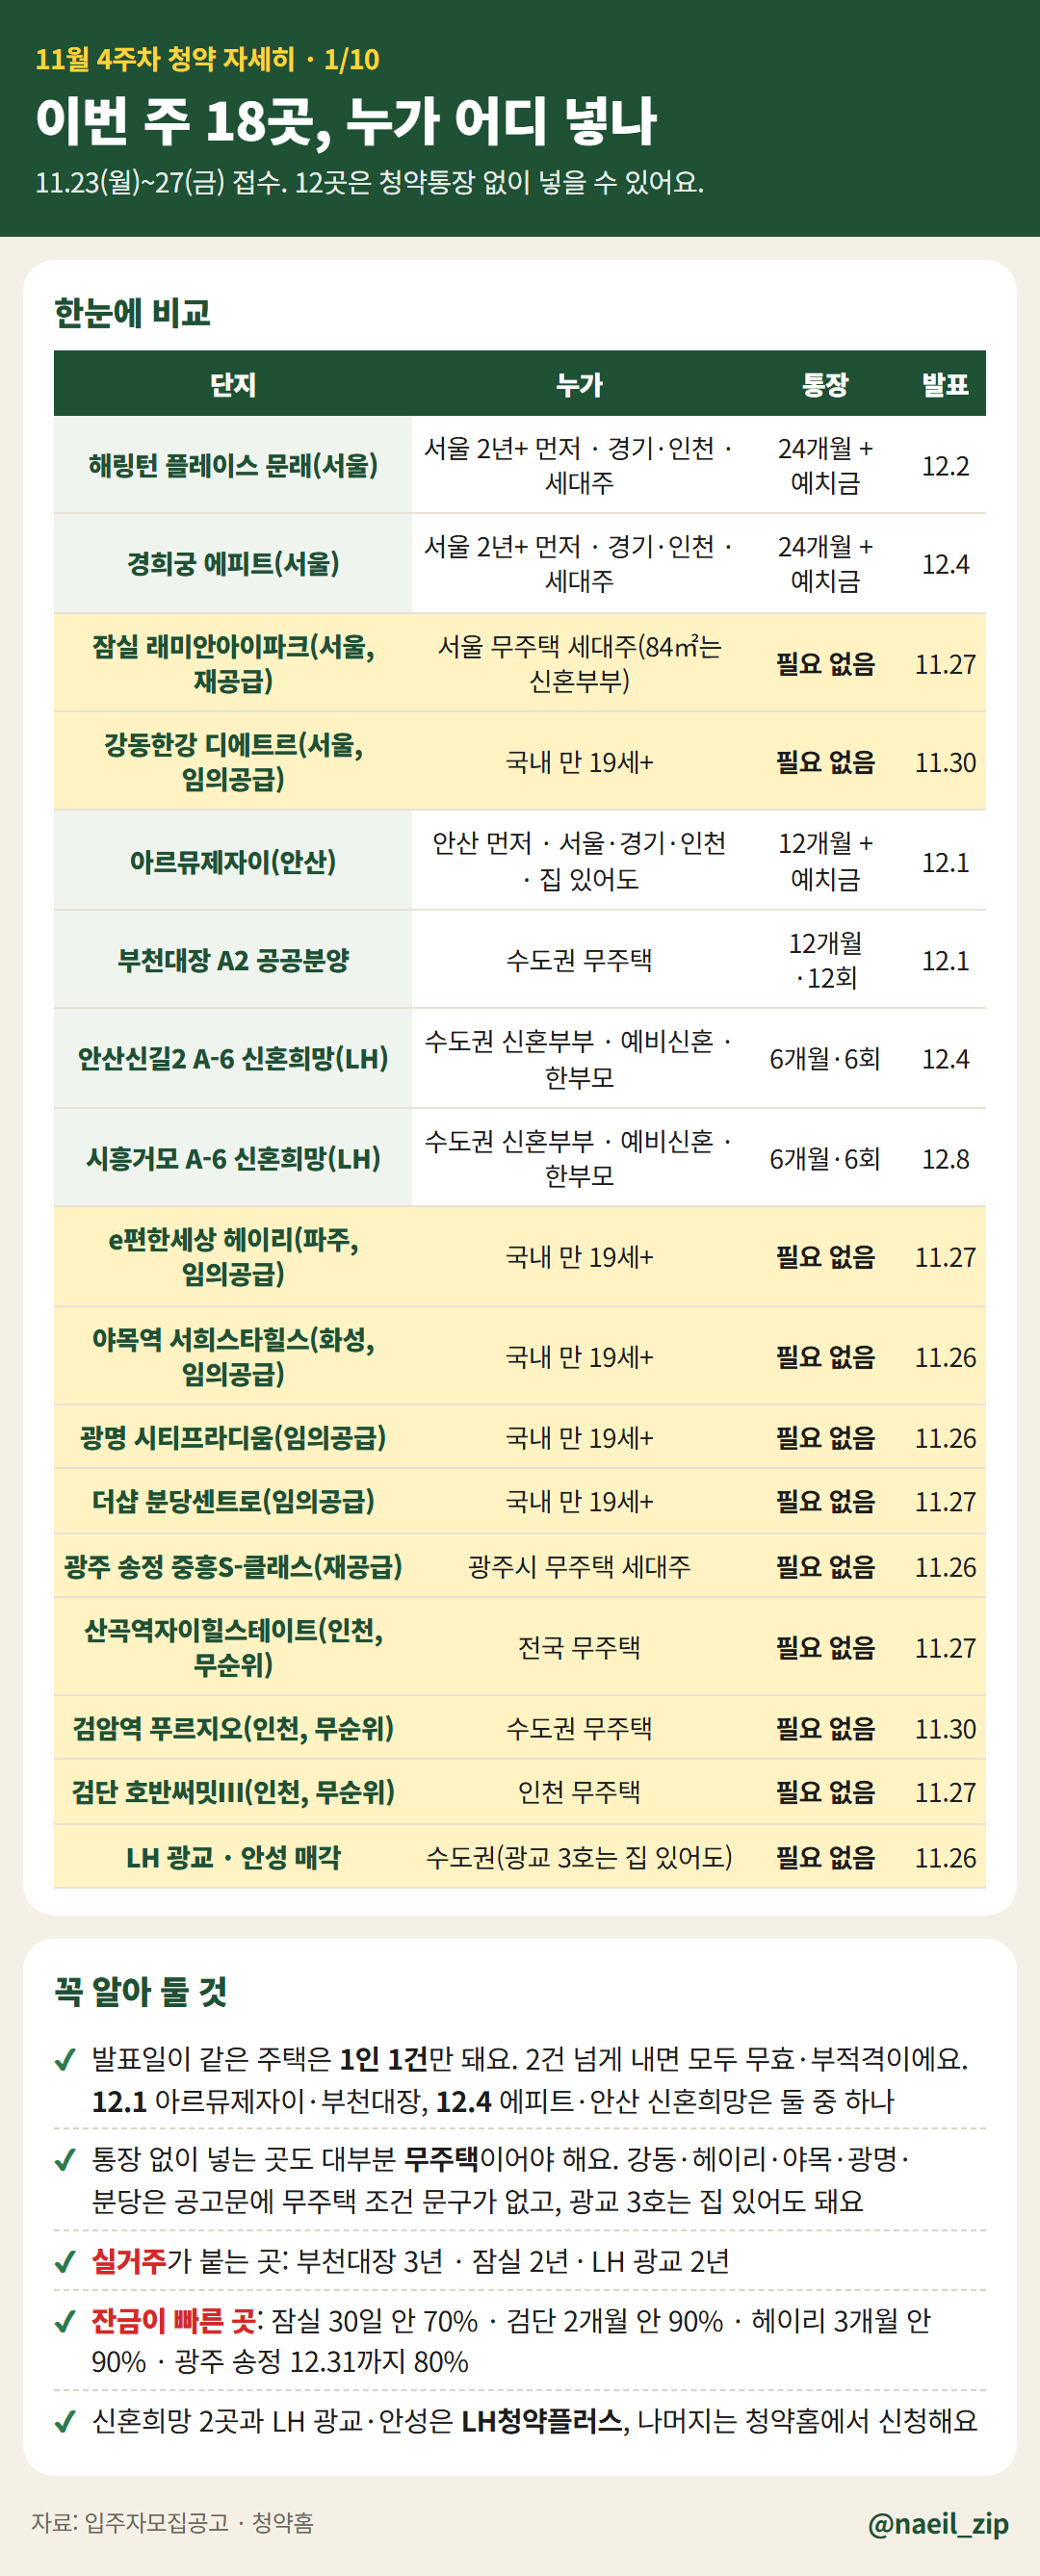 11월 4주차 청약 자세히 · 1/10
이번 주 18곳, 누가 어디 넣나
11.23(월)~27(금) 접수. 12곳은 청약통장 없이 넣을 수 있어요.
한눈에 비교
단지 누가 통장 발표
해링턴 플레이스 문래(서울) 서울 2년+ 먼저 · 경기·인천 · 세대주 24개월 + 예치금 12.2
경희궁 에피트(서울) 서울 2년+ 먼저 · 경기·인천 · 세대주 24개월 + 예치금 12.4
잠실 래미안아이파크(서울, 재공급) 서울 무주택 세대주(84㎡는 신혼부부) 필요 없음 11.27
강동한강 디에트르(서울, 임의공급) 국내 만 19세+ 필요 없음 11.30
아르뮤제자이(안산) 안산 먼저 · 서울·경기·인천 · 집 있어도 12개월 + 예치금 12.1
부천대장 A2 공공분양 수도권 무주택 12개월 ·12회 12.1
안산신길2 A-6 신혼희망(LH) 수도권 신혼부부 · 예비신혼 · 한부모 6개월·6회 12.4
시흥거모 A-6 신혼희망(LH) 수도권 신혼부부 · 예비신혼 · 한부모 6개월·6회 12.8
e편한세상 헤이리(파주, 임의공급) 국내 만 19세+ 필요 없음 11.27
야목역 서희스타힐스(화성, 임의공급) 국내 만 19세+ 필요 없음 11.26
광명 시티프라디움(임의공급) 국내 만 19세+ 필요 없음 11.26
더샵 분당센트로(임의공급) 국내 만 19세+ 필요 없음 11.27
광주 송정 중흥S-클래스(재공급) 광주시 무주택 세대주 필요 없음 11.26
산곡역자이힐스테이트(인천, 무순위) 전국 무주택 필요 없음 11.27
검암역 푸르지오(인천, 무순위) 수도권 무주택 필요 없음 11.30
검단 호반써밋III(인천, 무순위) 인천 무주택 필요 없음 11.27
LH 광교 · 안성 매각 수도권(광교 3호는 집 있어도) 필요 없음 11.26
꼭 알아 둘 것
✔ 발표일이 같은 주택은 1인 1건만 돼요. 2건 넘게 내면 모두 무효·부적격이에요.
12.1 아르뮤제자이·부천대장, 12.4 에피트·안산 신혼희망은 둘 중 하나
✔ 통장 없이 넣는 곳도 대부분 무주택이어야 해요. 강동·헤이리·야목·광명·
분당은 공고문에 무주택 조건 문구가 없고, 광교 3호는 집 있어도 돼요
✔ 실거주가 붙는 곳: 부천대장 3년 · 잠실 2년 · LH 광교 2년
✔ 잔금이 빠른 곳: 잠실 30일 안 70% · 검단 2개월 안 90% · 헤이리 3개월 안
90% · 광주 송정 12.31까지 80%
✔ 신혼희망 2곳과 LH 광교·안성은 LH청약플러스, 나머지는 청약홈에서 신청해요
자료: 입주자모집공고 · 청약홈
@naeil_zip